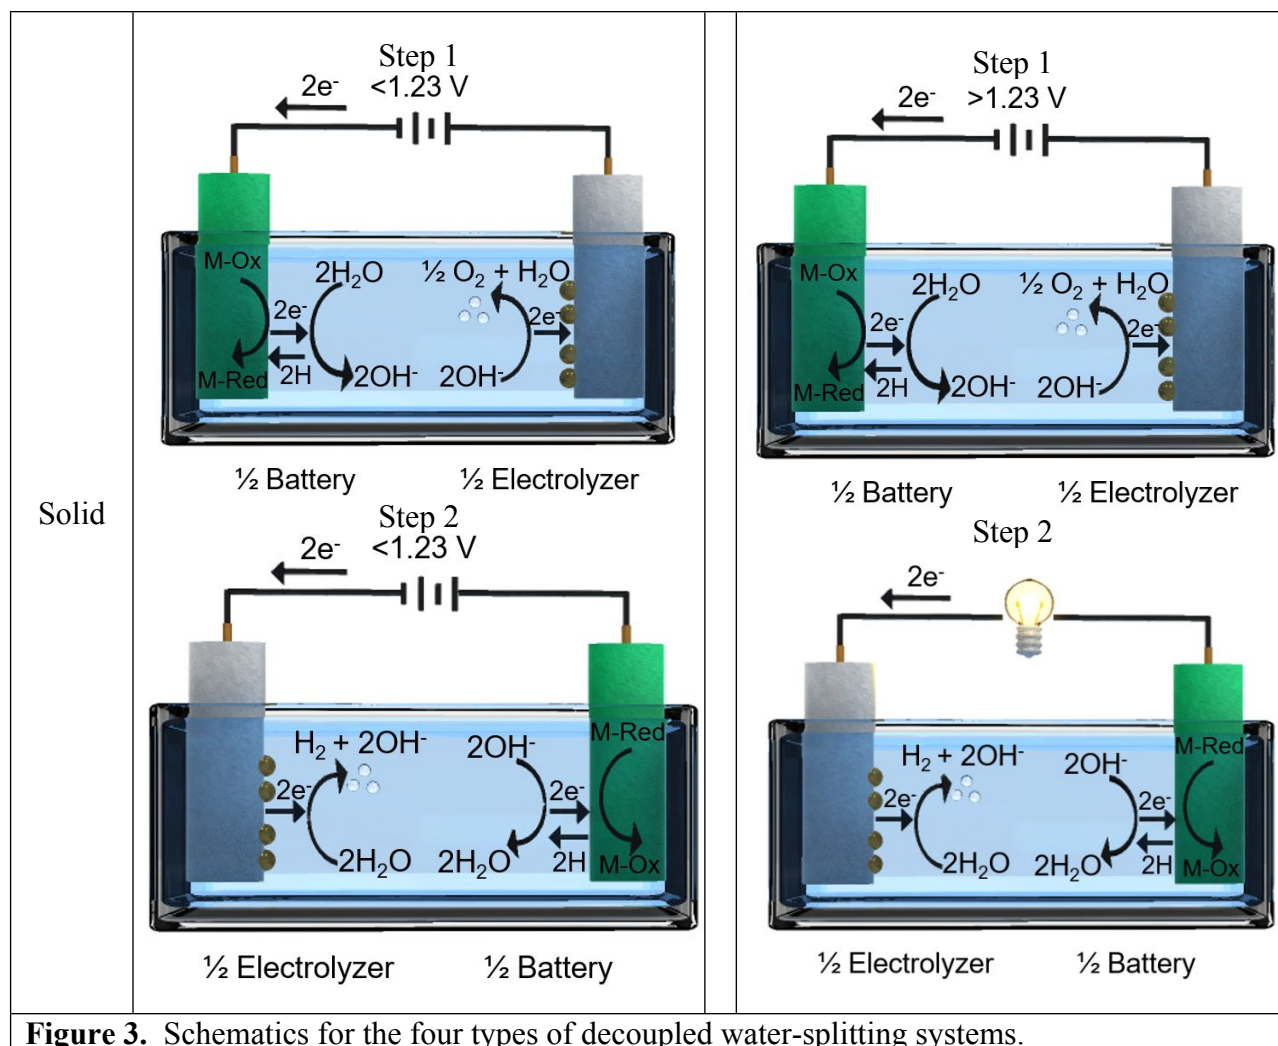 Solid
Step 1
<1.23 V
2e-
M-Ox
2H₂O
½ O₂ + H₂O
2e-
2e-
2H
M-Red
2OH-
2OH-
½ Battery
½ Electrolyzer
Step 2
<1.23 V
2e-
H₂ + 2OH-
2OH-
M-Red
2e-
2e-
2H₂O
2H₂O
2H
M-Ox
½ Electrolyzer
½ Battery
Step 1
>1.23 V
2e-
M-Ox
2H₂O
½ O₂ + H₂O
2e-
2e-
2H
M-Red
2OH-
2OH-
½ Battery
½ Electrolyzer
Step 2
2e-
H₂ + 2OH-
2OH-
M-Red
2e-
2e-
2H₂O
2H₂O
2H
M-Ox
½ Electrolyzer
½ Battery
Figure 3. Schematics for the four types of decoupled water-splitting systems.